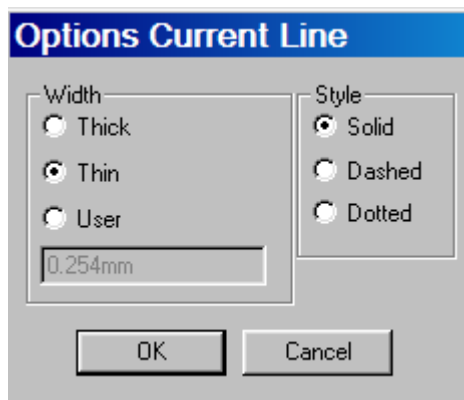 Options Current Line
Width
Thick
Thin
User
0.254mm
Style
Solid
Dashed
Dotted
OK
Cancel